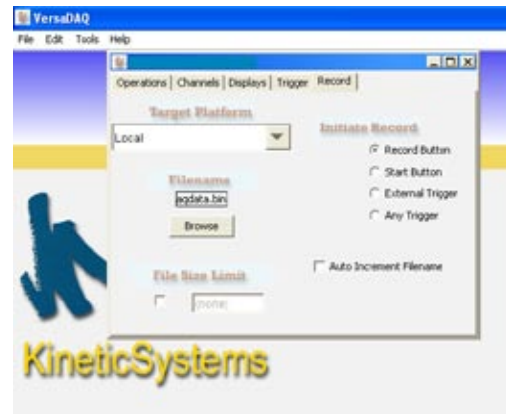 VersaDAQ
File Edit Tools Help
Operations Channels Displays Trigger Record
Target Platform
Local
Initiate Record
Record Button
Start Button
External Trigger
Any Trigger
Filename
aqdata.bin
Browse
Auto Increment Filename
File Size Limit
(none)
KineticSystems